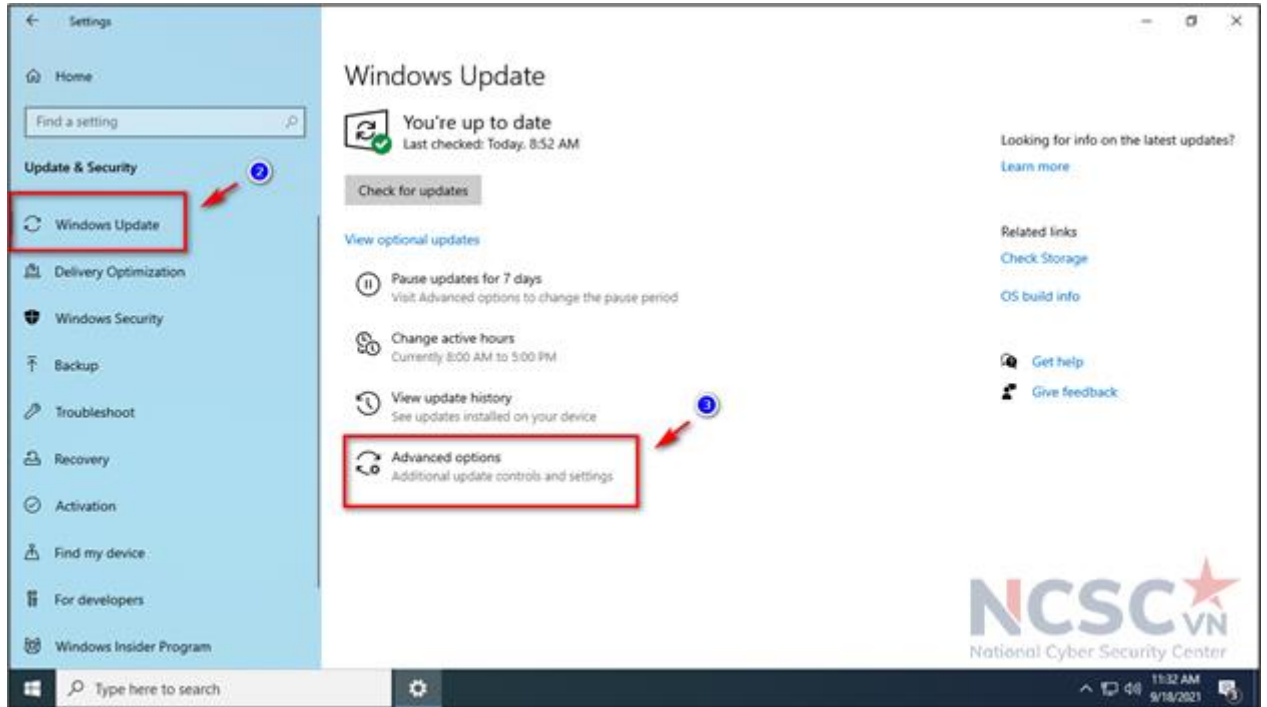 Settings
Home
Find a setting
Update & Security
2
Windows Update
Delivery Optimization
Windows Security
Backup
Troubleshoot
Recovery
Activation
Find my device
For developers
Windows Insider Program
Windows Update
You're up to date
Last checked: Today, 8:52 AM
Check for updates
View optional updates
Pause updates for 7 days
Visit Advanced options to change the pause period
Change active hours
Currently 8:00 AM to 5:00 PM
View update history
See updates installed on your device
3
Advanced options
Additional update controls and settings
Looking for info on the latest updates?
Learn more
Related links
Check Storage
OS build info
Get help
Give feedback
NCSC
VN
National Cyber Security Center
Type here to search
11:32 AM
9/18/2021
3